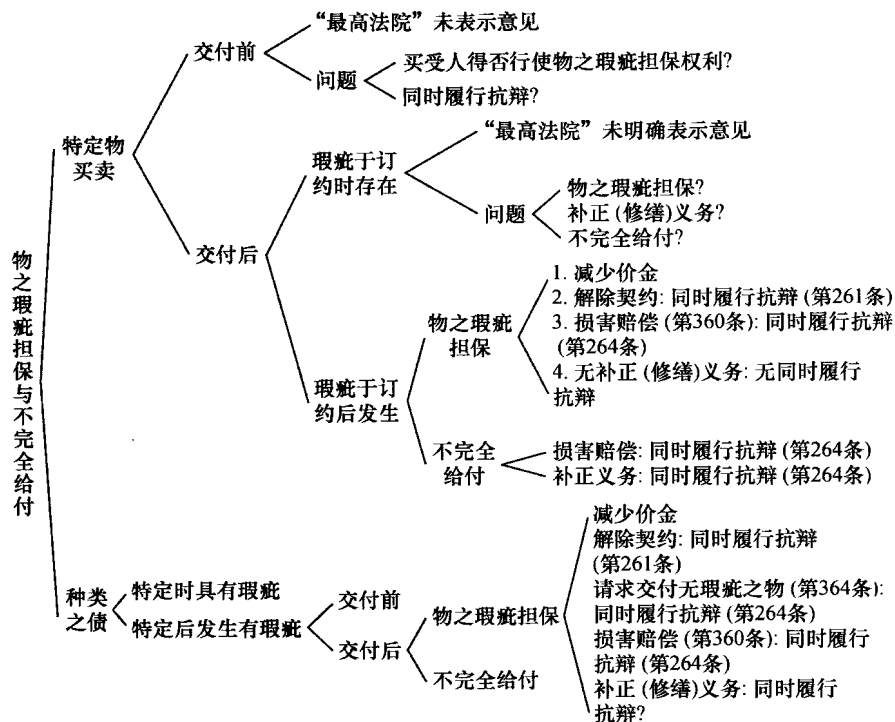 物之瑕疵担保与不完全给付
特定物
买卖
交付前
“最高法院”未表示意见
问题
买受人得否行使物之瑕疵担保权利?
同时履行抗辩?
交付后
瑕疵于订
约时存在
“最高法院”未明确表示意见
问题
物之瑕疵担保?
补正(修缮)义务?
不完全给付?
瑕疵于订
约后发生
物之瑕疵
担保
1. 减少价金
2. 解除契约: 同时履行抗辩(第261条)
3. 损害赔偿(第360条): 同时履行抗辩
(第264条)
4. 无补正(修缮)义务: 无同时履行
抗辩
不完全
给付
损害赔偿: 同时履行抗辩(第264条)
补正义务: 同时履行抗辩(第264条)
种类
之债
特定时具有瑕疵
特定后发生有瑕疵
交付前
交付后
物之瑕疵担保
减少价金
解除契约: 同时履行抗辩
(第261条)
请求交付无瑕疵之物(第364条):
同时履行抗辩(第264条)
损害赔偿(第360条): 同时履行
抗辩(第264条)
补正(修缮)义务: 同时履行
抗辩?
不完全给付